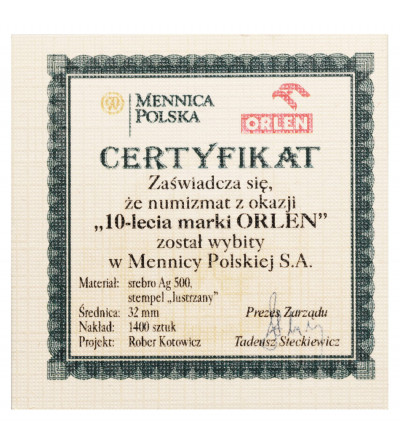 MENNICA
POLSKA
ORLEN
CERTYFIKAT
Zaświadcza się,
że numizmat z okazji
„10-lecia marki ORLEN”
został wybity
w Mennicy Polskiej S.A.
Materiał: srebro Ag 500,
stempel „lustrzany”
Średnica: 32 mm
Nakład: 1400 sztuk
Projekt: Rober Kotowicz
Prezes Zarządu
Tadeusz Steckiewicz